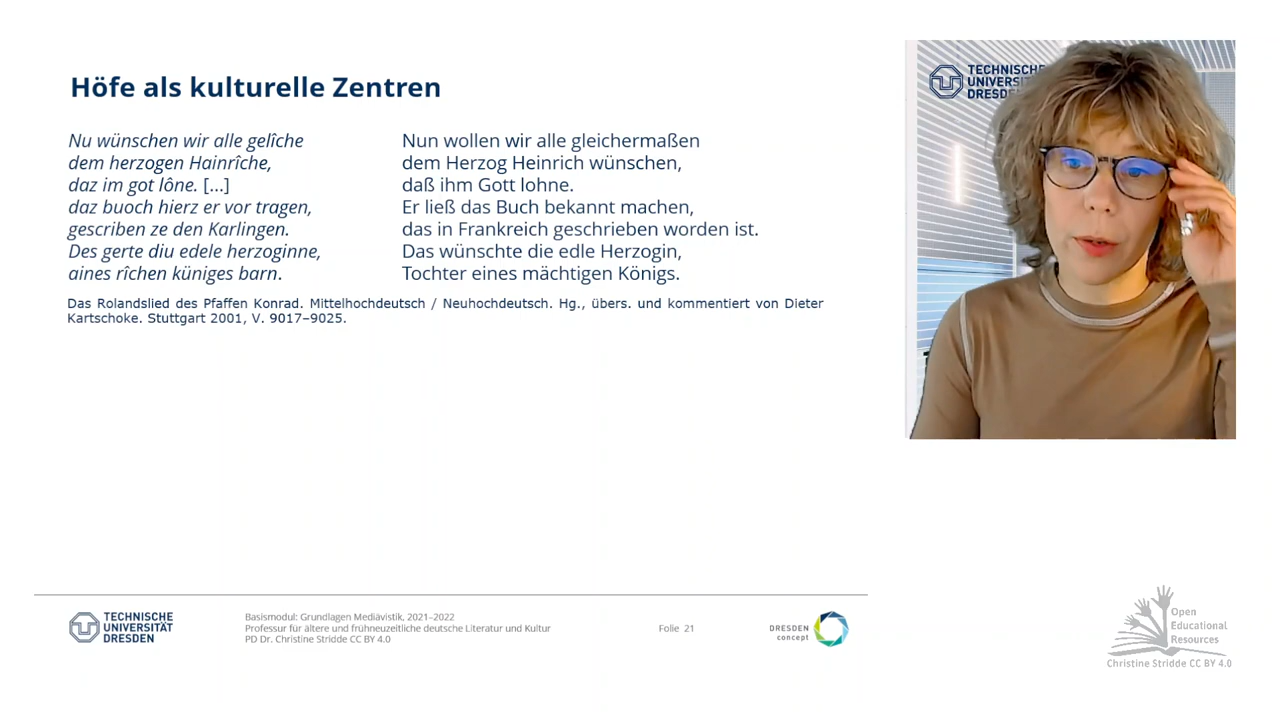 Höfe als kulturelle Zentren
Nu wünschen wir alle gelîche
dem herzogen Hainrîche,
daz im got lône. [...]
daz buoch hierz er vor tragen,
gescriben ze den Karlingen.
Des gerte diu edele herzoginne,
aines rîchen küniges barn.
Nun wollen wir alle gleichermaßen
dem Herzog Heinrich wünschen,
daß ihm Gott lohne.
Er ließ das Buch bekannt machen,
das in Frankreich geschrieben worden ist.
Das wünschte die edle Herzogin,
Tochter eines mächtigen Königs.
Das Rolandslied des Pfaffen Konrad. Mittelhochdeutsch / Neuhochdeutsch. Hg., übers. und kommentiert von Dieter
Kartschoke. Stuttgart 2001, V. 9017–9025.
TECHNISCHE
UNIVERSIT
DRESDEN
TECHNISCHE
UNIVERSITÄT
DRESDEN
Basismodul: Grundlagen Mediävistik, 2021–2022
Professur für ältere und frühneuzeitliche deutsche Literatur und Kultur
PD Dr. Christine Stridde CC BY 4.0
Folie 21
DRESDEN
concept
Open
Educational
Resources
Christine Stridde CC BY 4.0